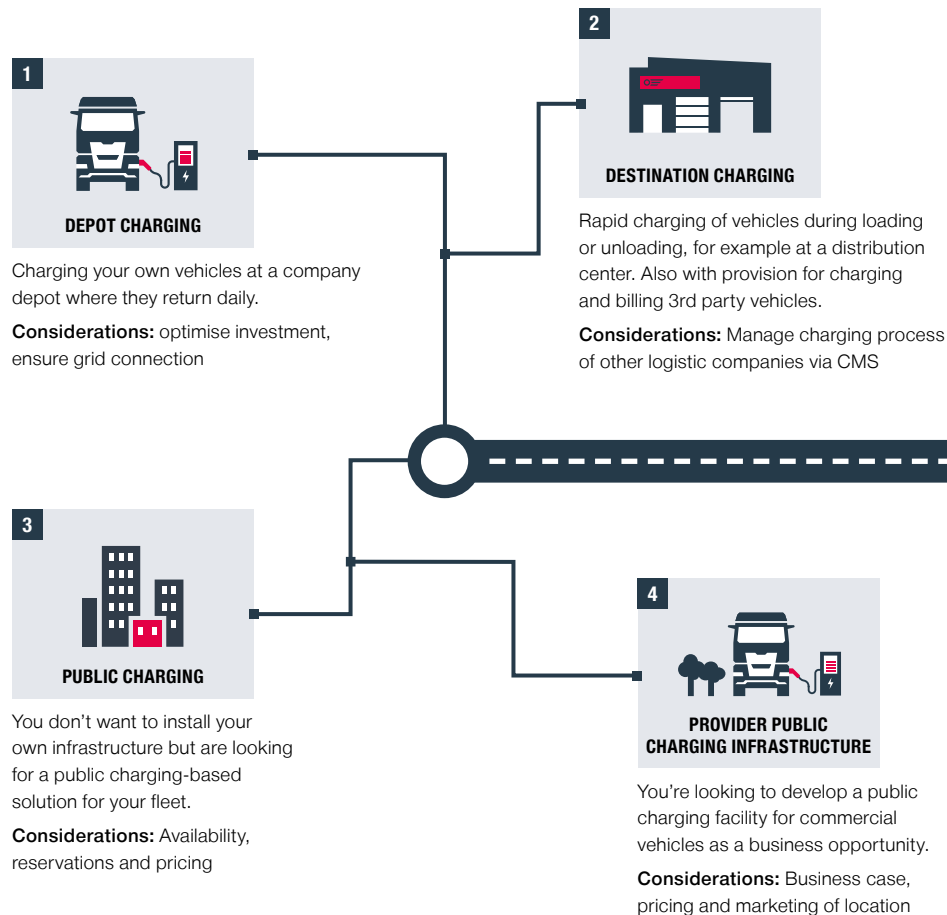 1
DEPOT CHARGING
Charging your own vehicles at a company
depot where they return daily.
Considerations: optimise investment,
ensure grid connection
2
DESTINATION CHARGING
Rapid charging of vehicles during loading
or unloading, for example at a distribution
center. Also with provision for charging
and billing 3rd party vehicles.
Considerations: Manage charging process
of other logistic companies via CMS
3
PUBLIC CHARGING
You don’t want to install your
own infrastructure but are looking
for a public charging-based
solution for your fleet.
Considerations: Availability,
reservations and pricing
4
PROVIDER PUBLIC
CHARGING INFRASTRUCTURE
You’re looking to develop a public
charging facility for commercial
vehicles as a business opportunity.
Considerations: Business case,
pricing and marketing of location